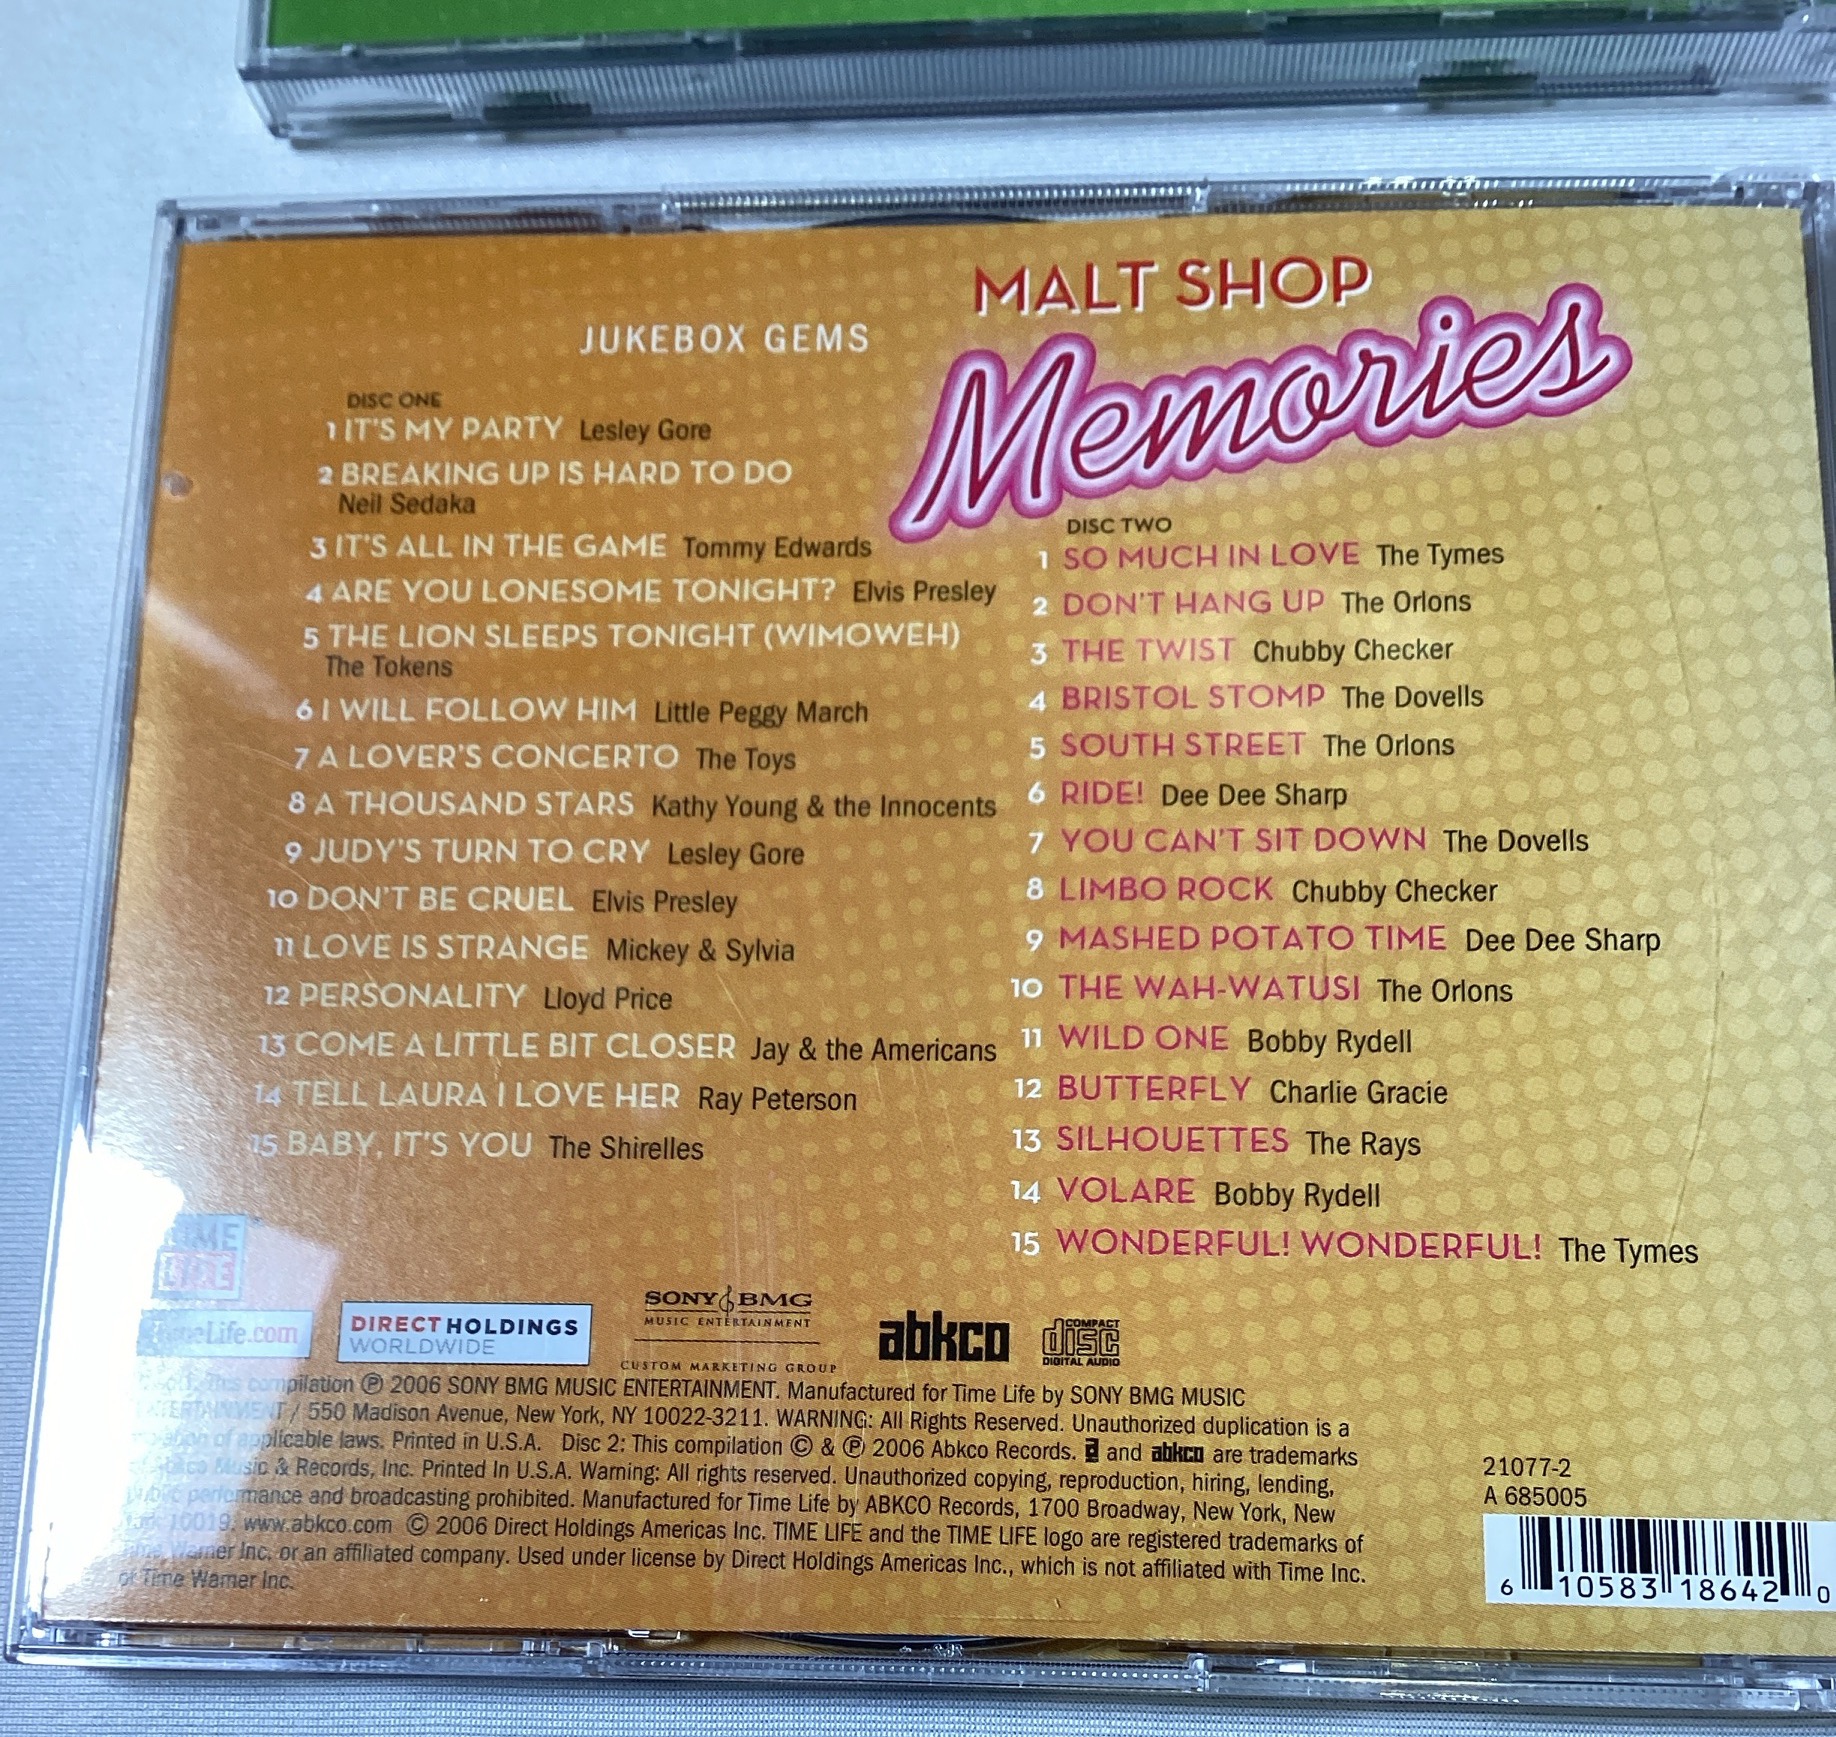 MALT SHOP
Memories
JUKEBOX GEMS
DISC ONE
1 IT'S MY PARTY Lesley Gore
2 BREAKING UP IS HARD TO DO
Neil Sedaka
3 IT'S ALL IN THE GAME Tommy Edwards
4 ARE YOU LONESOME TONIGHT? Elvis Presley
5 THE LION SLEEPS TONIGHT (WIMOWEH)
The Tokens
6 I WILL FOLLOW HIM Little Peggy March
7 A LOVER'S CONCERTO The Toys
8 A THOUSAND STARS Kathy Young & the Innocents
9 JUDY'S TURN TO CRY Lesley Gore
10 DON'T BE CRUEL Elvis Presley
11 LOVE IS STRANGE Mickey & Sylvia
12 PERSONALITY Lloyd Price
13 COME A LITTLE BIT CLOSER Jay & the Americans
14 TELL LAURA I LOVE HER Ray Peterson
15 BABY, IT'S YOU The Shirelles
DISC TWO
1 SO MUCH IN LOVE The Tymes
2 DON'T HANG UP The Orlons
3 THE TWIST Chubby Checker
4 BRISTOL STOMP The Dovells
5 SOUTH STREET The Orlons
6 RIDE! Dee Dee Sharp
7 YOU CAN'T SIT DOWN The Dovells
8 LIMBO ROCK Chubby Checker
9 MASHED POTATO TIME Dee Dee Sharp
10 THE WAH-WATUSI The Orlons
11 WILD ONE Bobby Rydell
12 BUTTERFLY Charlie Gracie
13 SILHOUETTES The Rays
14 VOLARE Bobby Rydell
15 WONDERFUL! WONDERFUL! The Tymes
TIME
LIFE
TimeLife.com
DIRECT HOLDINGS
WORLDWIDE
SONY BMG
MUSIC ENTERTAINMENT
CUSTOM MARKETING GROUP
abkco
COMPACT
disc
DIGITAL AUDIO
This compilation ℗ 2006 SONY BMG MUSIC ENTERTAINMENT. Manufactured for Time Life by SONY BMG MUSIC
ENTERTAINMENT / 550 Madison Avenue, New York, NY 10022-3211. WARNING: All Rights Reserved. Unauthorized duplication is a
of applicable laws. Printed in U.S.A. Disc 2: This compilation © & ℗ 2006 Abkco Records. a and abkco are trademarks
Abkco Music & Records, Inc. Printed In U.S.A. Warning: All rights reserved. Unauthorized copying, reproduction, hiring, lending,
public performance and broadcasting prohibited. Manufactured for Time Life by ABKCO Records, 1700 Broadway, New York, New
York 10019. www.abkco.com © 2006 Direct Holdings Americas Inc. TIME LIFE and the TIME LIFE logo are registered trademarks of
Time Warner Inc. or an affiliated company. Used under license by Direct Holdings Americas Inc., which is not affiliated with Time Inc.
or Time Warner Inc.
21077-2
A 685005
6 10583 18642 0